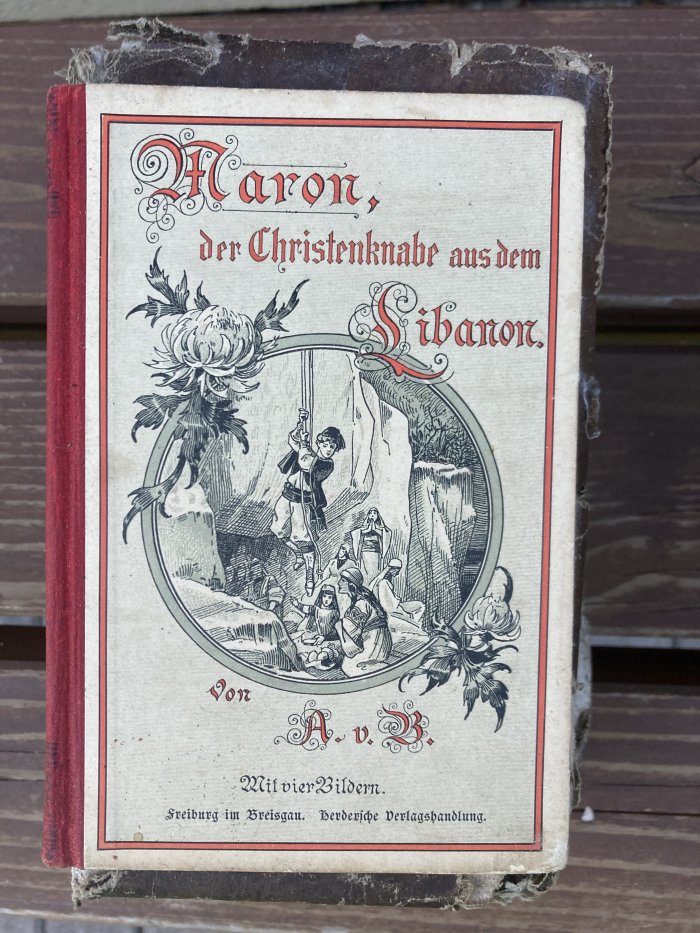 Maron,
der Christenknabe aus dem
Libanon.
Von
A. v. B.
Mit vier Bildern.
Freiburg im Breisgau. Herdersche Verlagshandlung.